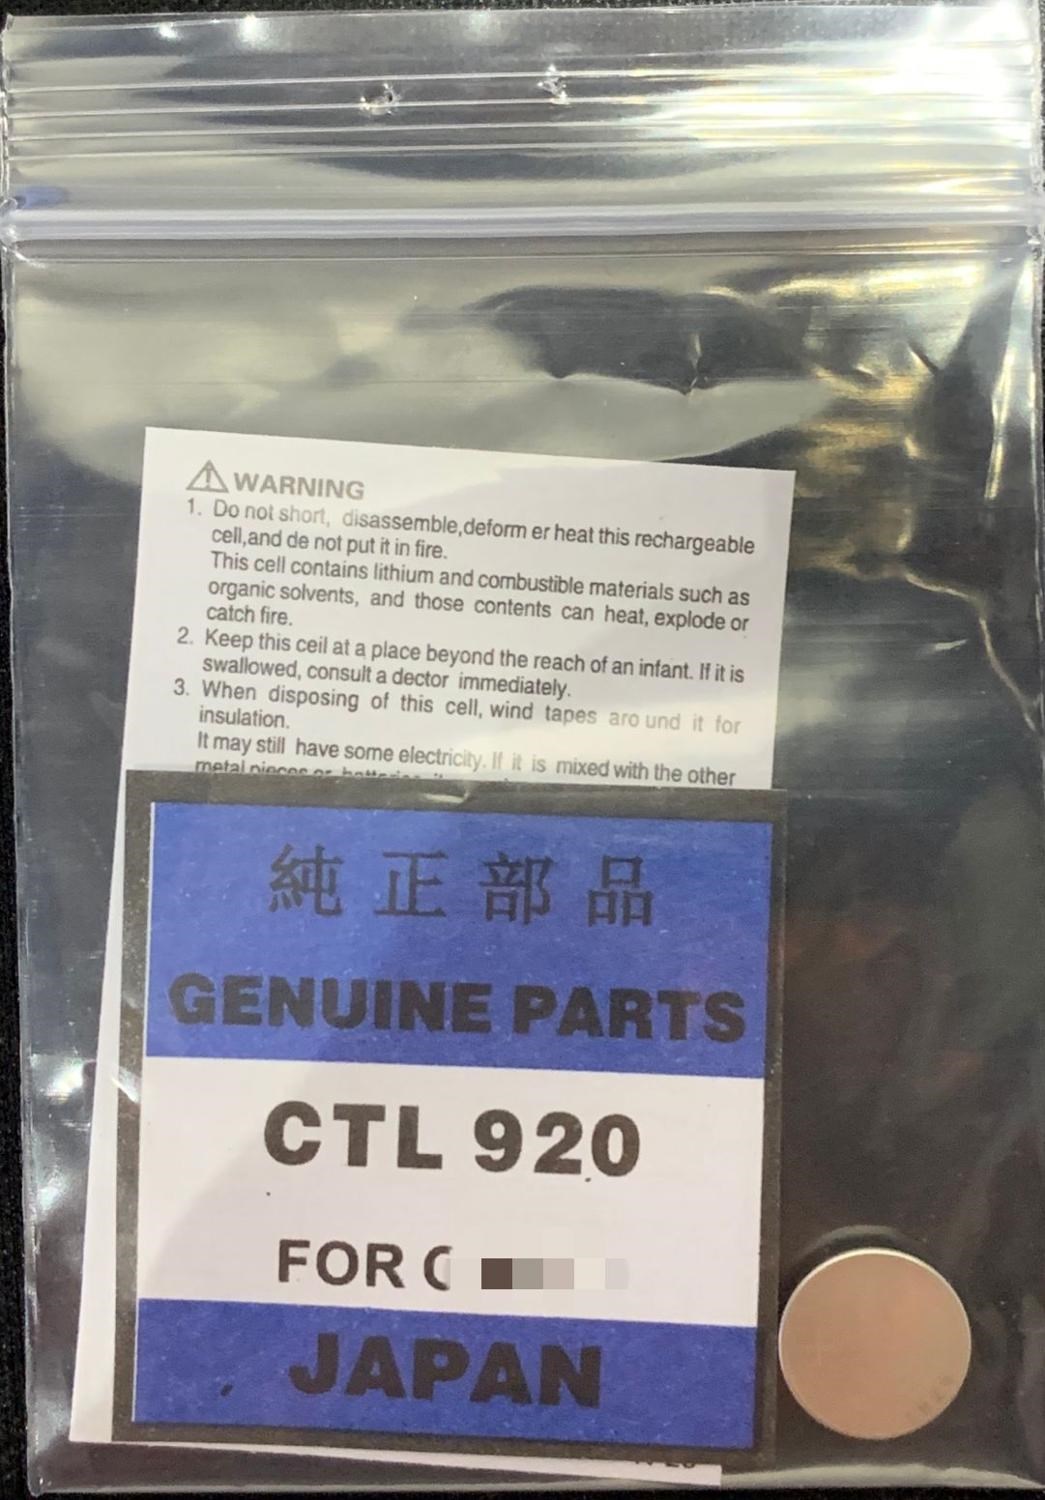 WARNING
1. Do not short, disassemble,deform er heat this rechargeable
cell,and de not put it in fire.
This cell contains lithium and combustible materials such as
organic solvents, and those contents can heat, explode or
catch fire.
2. Keep this ceil at a place beyond the reach of an infant. If it is
swallowed, consult a dector immediately.
3. When disposing of this cell, wind tapes aro und it for
insulation.
It may still have some electricity. If it is mixed with the other
metal pieces or
純正部品
GENUINE PARTS
CTL 920
FOR C
JAPAN